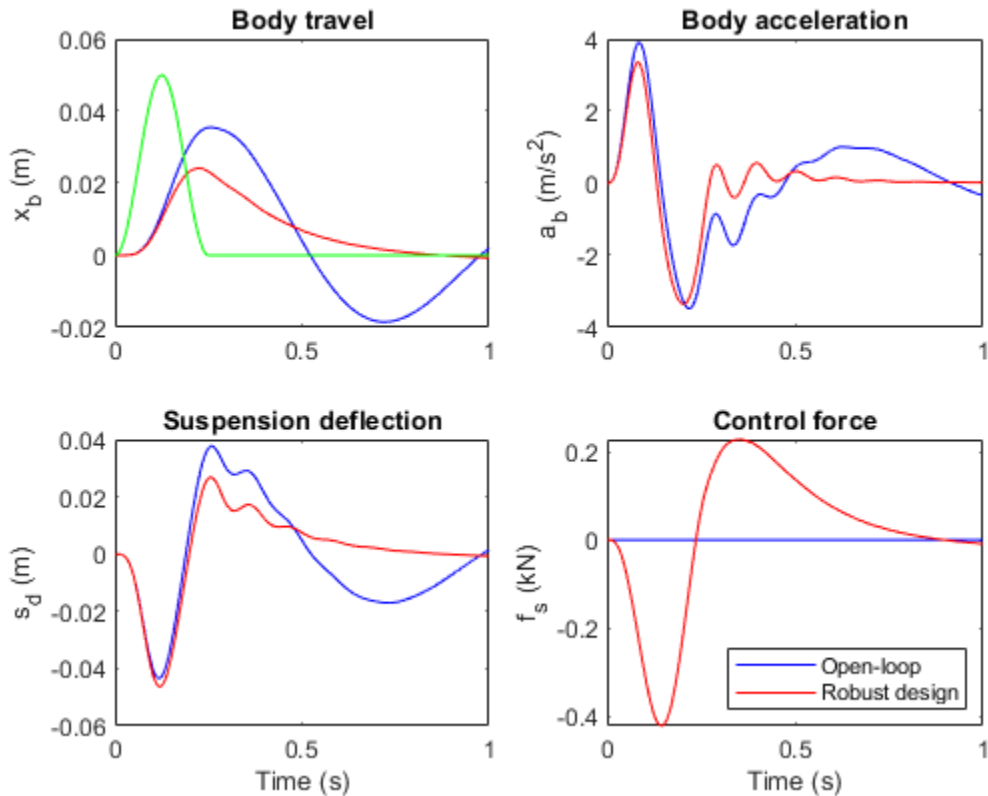 Body travel
0.06
0.04
0.02
0
-0.02
x_b (m)
0
0.5
1
Body acceleration
4
2
0
-2
-4
a_b (m/s²)
0
0.5
1
Suspension deflection
0.04
0.02
0
-0.02
-0.04
-0.06
s_d (m)
0
0.5
1
Time (s)
Control force
0.2
0
-0.2
-0.4
f_s (kN)
Open-loop
Robust design
0
0.5
1
Time (s)